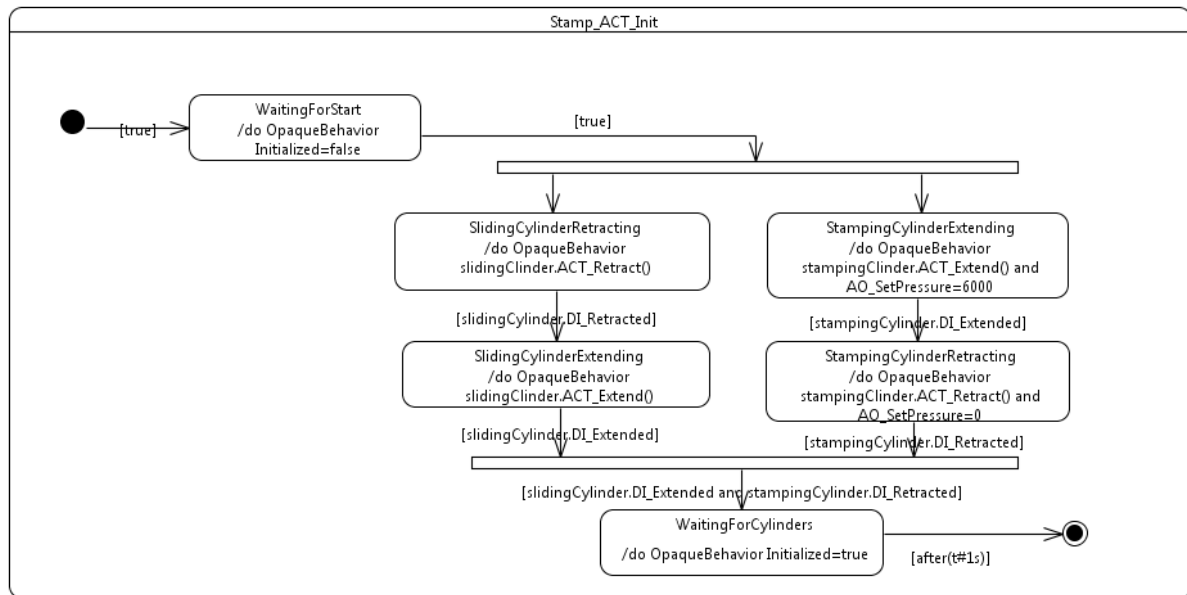 Stamp_ACT_Init
WaitingForStart
/do OpaqueBehavior
Initialized=false
[true]
[true]
SlidingCylinderRetracting
/do OpaqueBehavior
slidingClinder.ACT_Retract()
StampingCylinderExtending
/do OpaqueBehavior
stampingClinder.ACT_Extend() and
AO_SetPressure=6000
[slidingCylinder.DI_Retracted]
[stampingCylinder.DI_Extended]
SlidingCylinderExtending
/do OpaqueBehavior
slidingClinder.ACT_Extend()
StampingCylinderRetracting
/do OpaqueBehavior
stampingClinder.ACT_Retract() and
AO_SetPressure=0
[slidingCylinder.DI_Extended]
[stampingCylinder.DI_Retracted]
[slidingCylinder.DI_Extended and stampingCylinder.DI_Retracted]
WaitingForCylinders
/do OpaqueBehavior Initialized=true
[after(t#1s)]